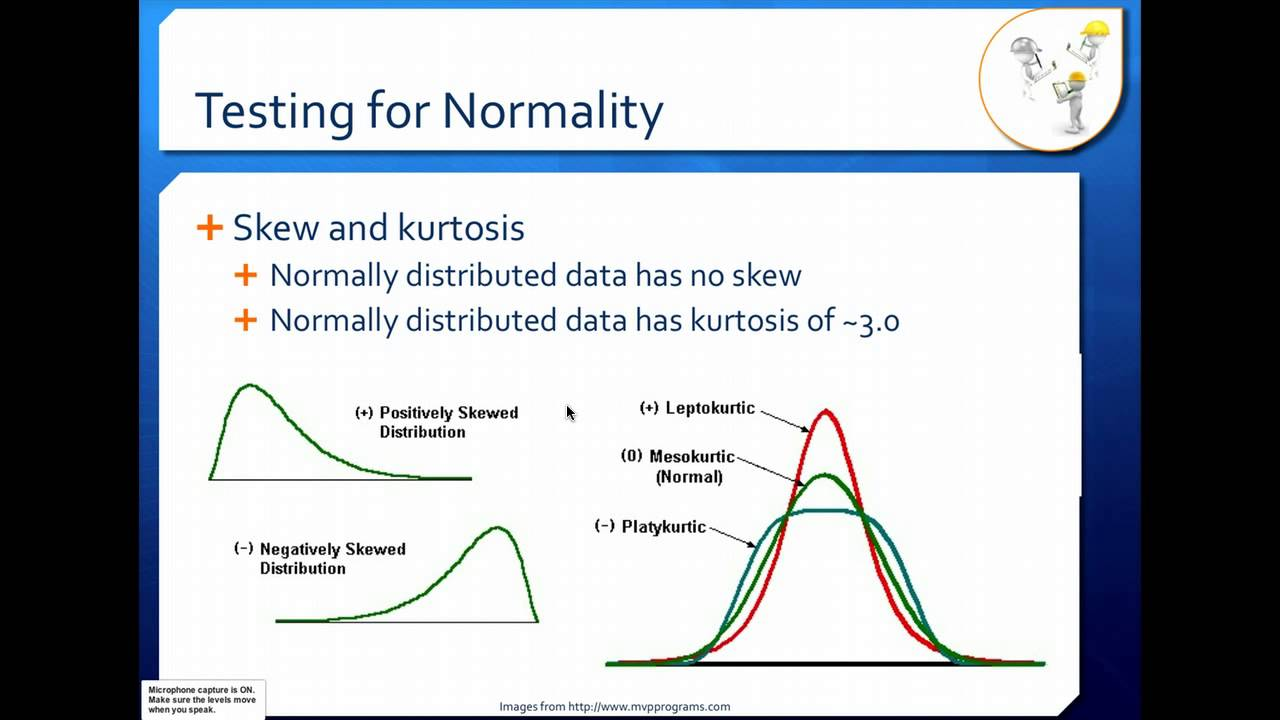 Testing for Normality
Skew and kurtosis
Normally distributed data has no skew
Normally distributed data has kurtosis of ~3.0
(+) Positively Skewed
Distribution
(-) Negatively Skewed
Distribution
(+) Leptokurtic
(0) Mesokurtic
(Normal)
(-) Platykurtic
Images from http://www.mvpprograms.com
Microphone capture is ON.
Make sure the levels move
when you speak.